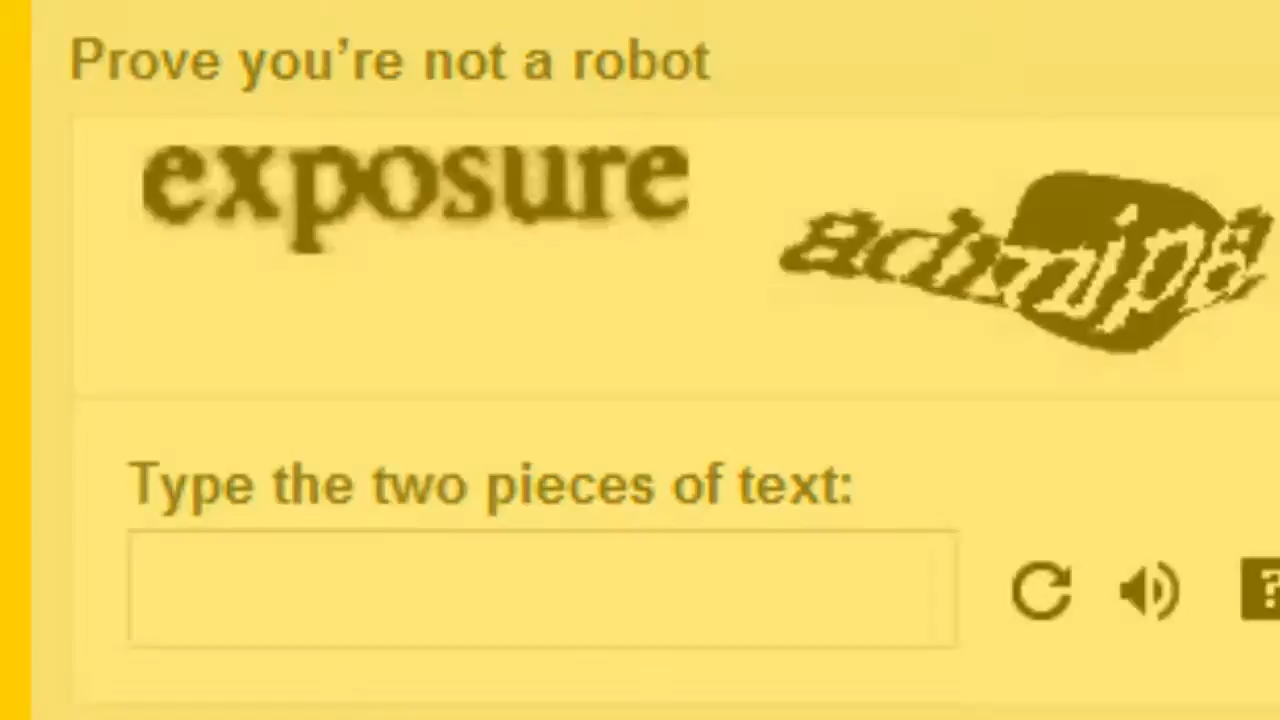 Prove you're not a robot
exposure
Type the two pieces of text:
?